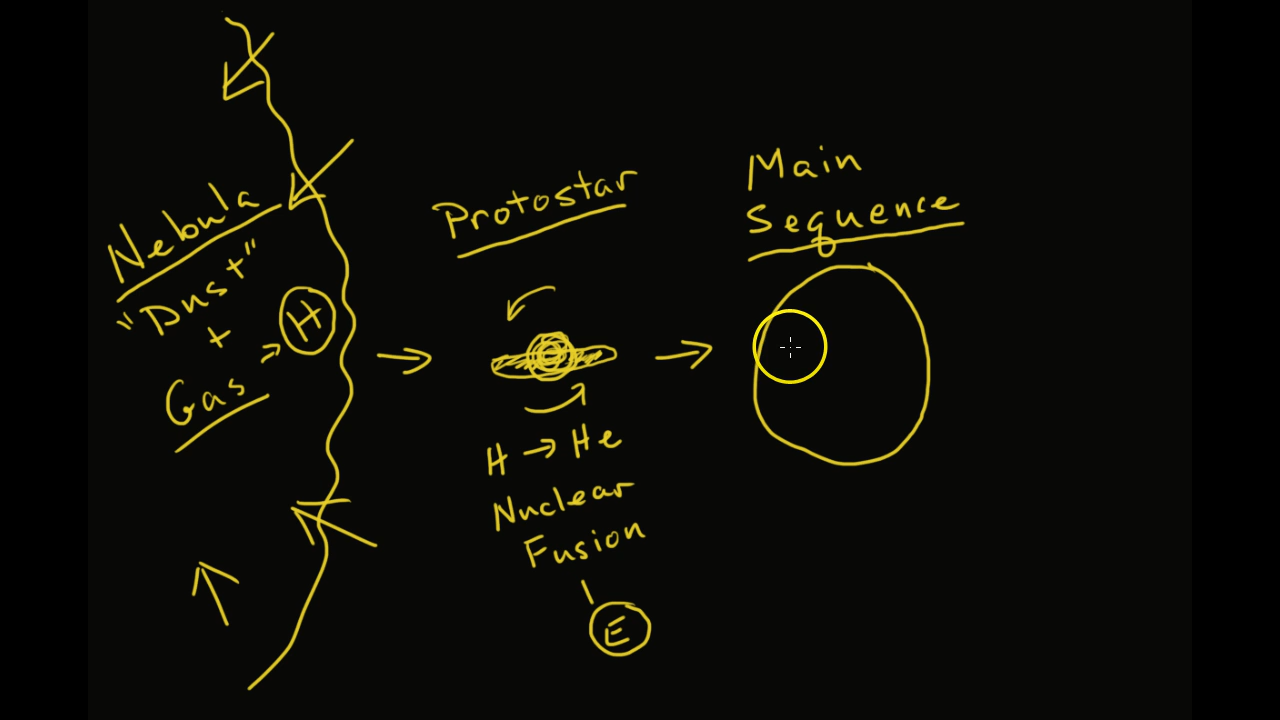 Nebula
"Dust"
+
Gas → H
Protostar
H → He
Nuclear
Fusion
E
Main
Sequence